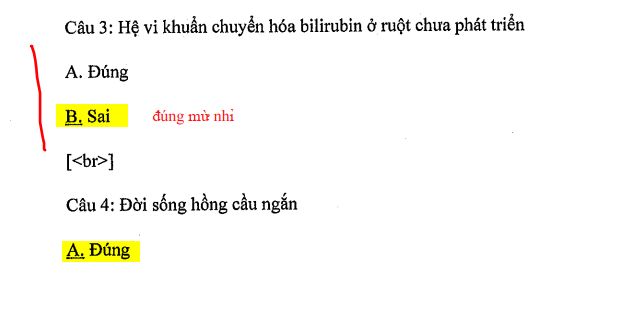 Câu 3: Hệ vi khuẩn chuyển hóa bilirubin ở ruột chưa phát triển
A. Đúng
B. Sai đúng mừ nhỉ
[<br>]
Câu 4: Đời sống hồng cầu ngắn
A. Đúng